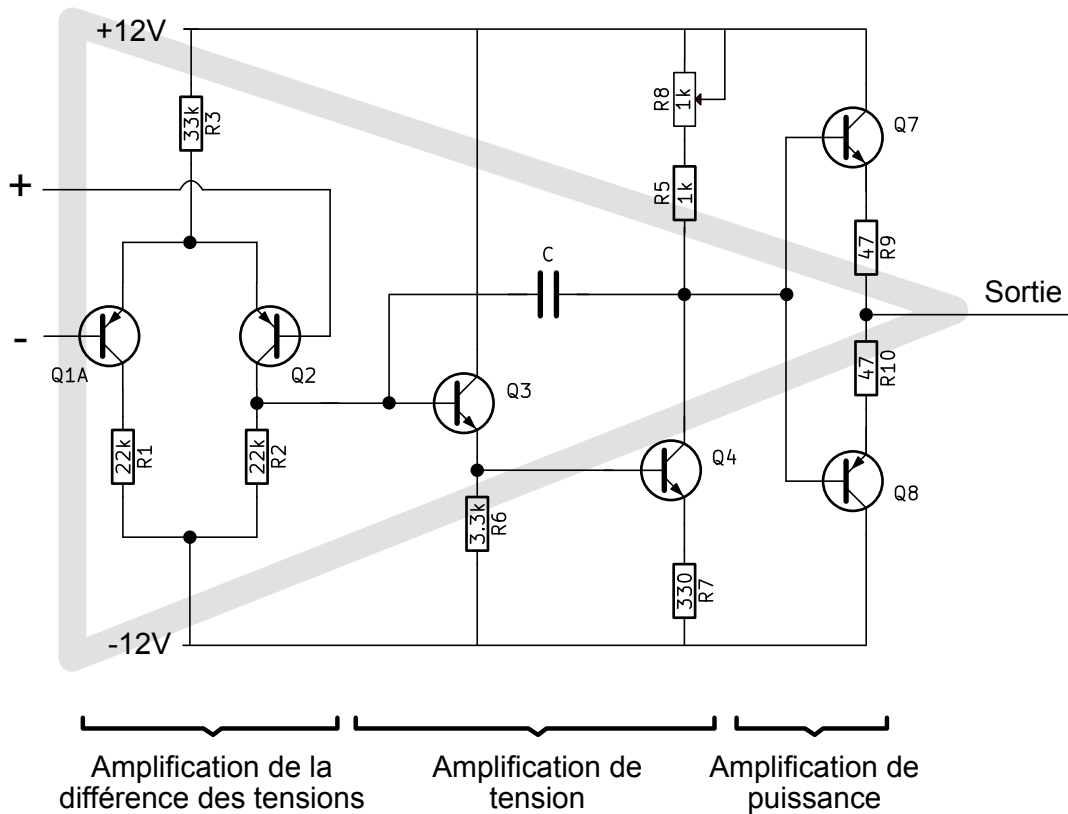 +12V
33k
R3
+
-
Q1A
Q2
22k
R1
22k
R2
-12V
C
Q3
3.3k
R6
R8
1k
R5
1k
Q4
330
R7
Q7
47
R9
Sortie
47
R10
Q8
Amplification de la
différence des tensions
Amplification de
tension
Amplification de
puissance